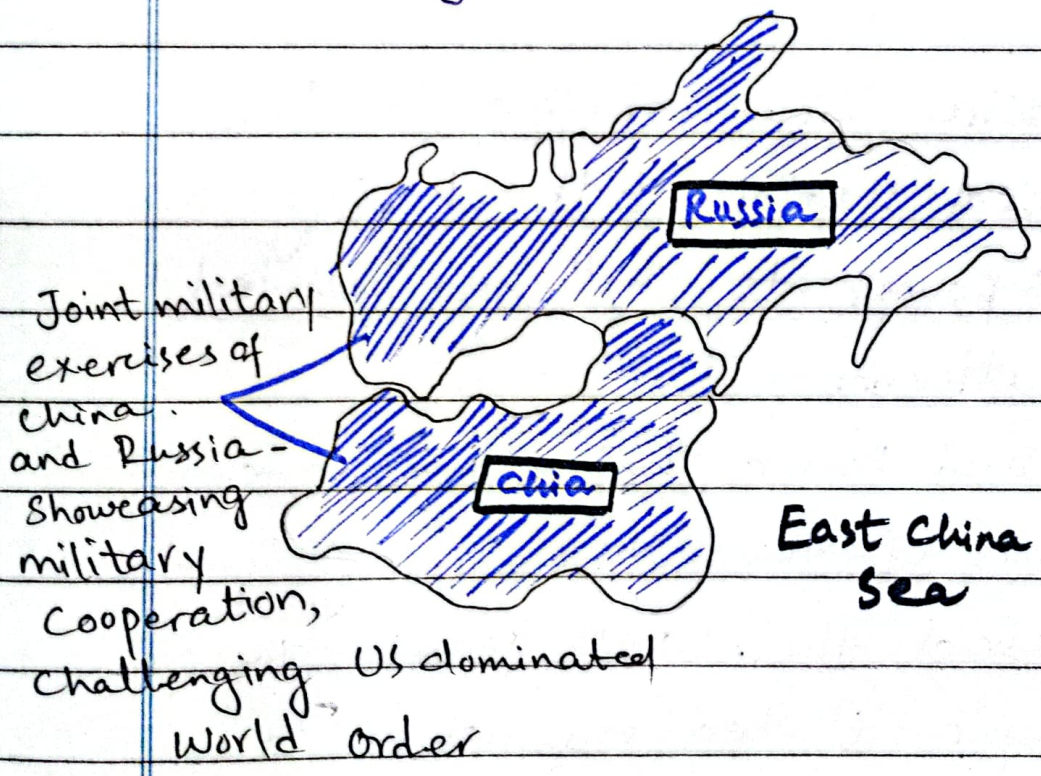 Russia
Joint military
exercises of
china.
and Russia -
Showcasing
military
Cooperation,
Challenging US dominated
World Order
Chia
East China
Sea